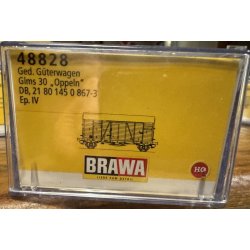 48828
Ged. Güterwagen
Glms 30 „Oppeln"
DB, 21 80 145 0 867-3
Ep. IV
BRAWA
H0